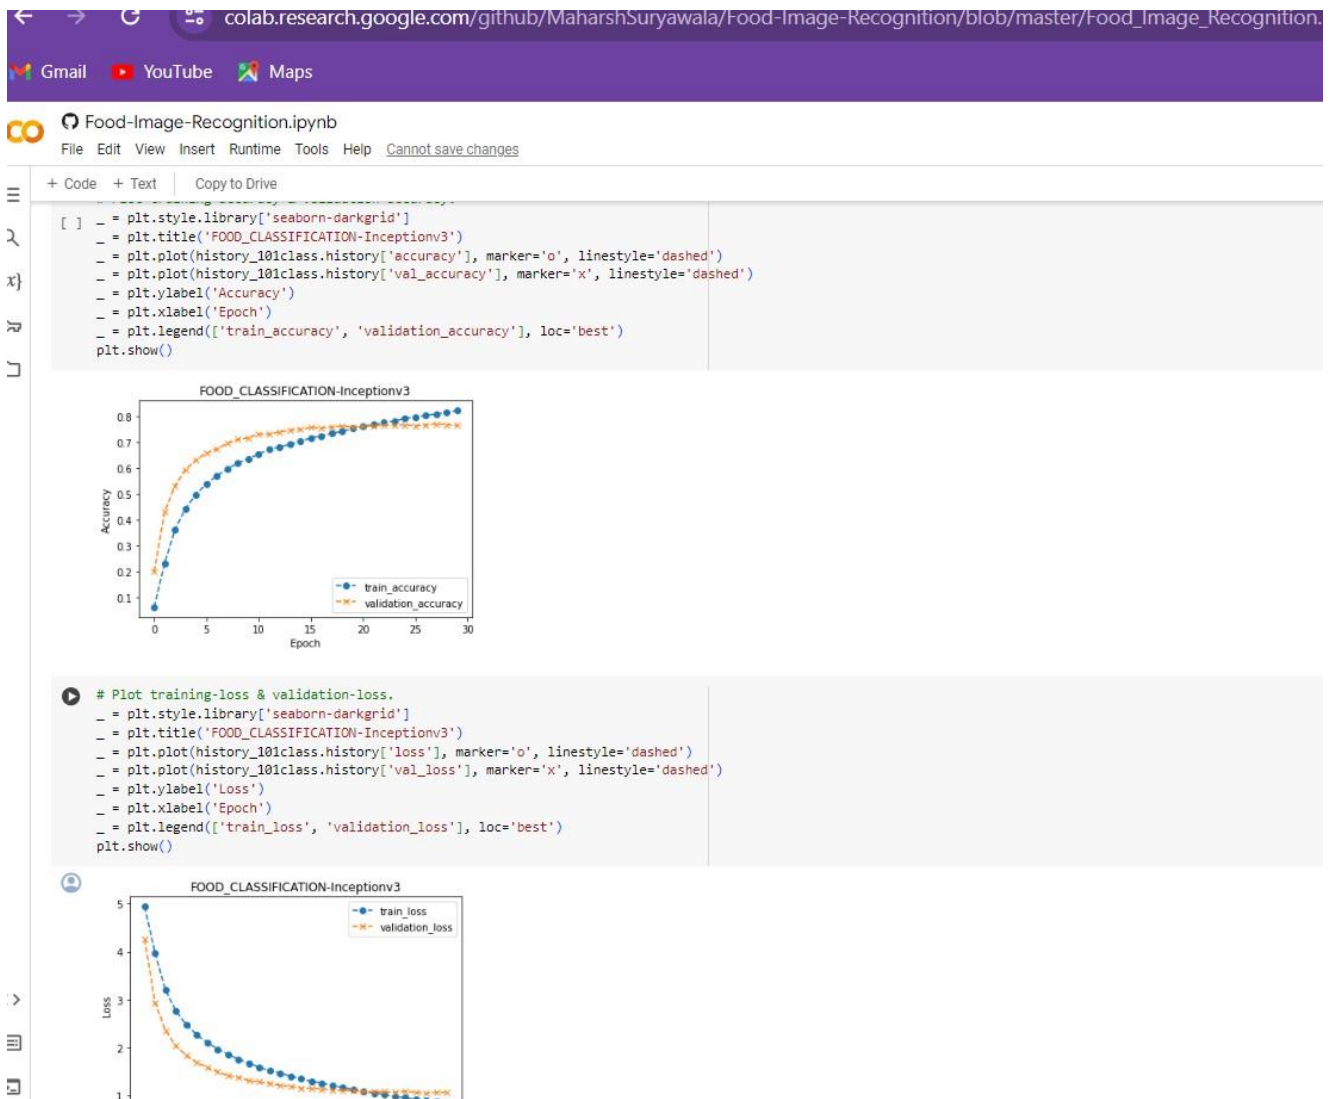 colab.research.google.com/github/MaharshSuryawala/Food-Image-Recognition/blob/master/Food_Image_Recognition.
Gmail YouTube Maps
CO Food-Image-Recognition.ipynb
File Edit View Insert Runtime Tools Help Cannot save changes
+ Code + Text Copy to Drive
[ ] _ = plt.style.library['seaborn-darkgrid']
_ = plt.title('FOOD_CLASSIFICATION-Inceptionv3')
_ = plt.plot(history_101class.history['accuracy'], marker='o', linestyle='dashed')
_ = plt.plot(history_101class.history['val_accuracy'], marker='x', linestyle='dashed')
_ = plt.ylabel('Accuracy')
_ = plt.xlabel('Epoch')
_ = plt.legend(['train_accuracy', 'validation_accuracy'], loc='best')
plt.show()
FOOD_CLASSIFICATION-Inceptionv3
0.8
0.7
0.6
0.5
0.4
0.3
0.2
0.1
Accuracy
train_accuracy
validation_accuracy
0 5 10 15 20 25 30
Epoch
# Plot training-loss & validation-loss.
_ = plt.style.library['seaborn-darkgrid']
_ = plt.title('FOOD_CLASSIFICATION-Inceptionv3')
_ = plt.plot(history_101class.history['loss'], marker='o', linestyle='dashed')
_ = plt.plot(history_101class.history['val_loss'], marker='x', linestyle='dashed')
_ = plt.ylabel('Loss')
_ = plt.xlabel('Epoch')
_ = plt.legend(['train_loss', 'validation_loss'], loc='best')
plt.show()
FOOD_CLASSIFICATION-Inceptionv3
5
4
3
2
1
Loss
train_loss
validation_loss